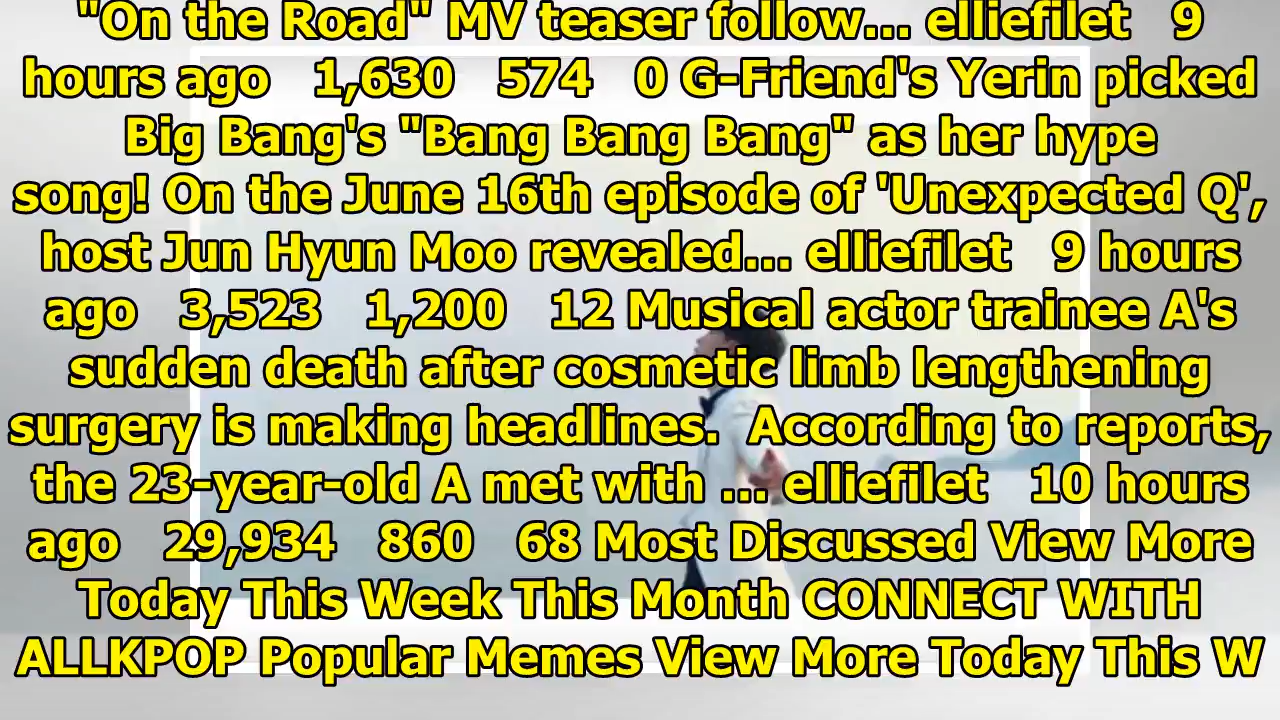 "On the Road" MV teaser follow... elliefilet 9
hours ago 1,630 574 0 G-Friend's Yerin picked
Big Bang's "Bang Bang Bang" as her hype
song! On the June 16th episode of 'Unexpected Q',
host Jun Hyun Moo revealed... elliefilet 9 hours
ago 3,523 1,200 12 Musical actor trainee A's
sudden death after cosmetic limb lengthening
surgery is making headlines. According to reports,
the 23-year-old A met with ... elliefilet 10 hours
ago 29,934 860 68 Most Discussed View More
Today This Week This Month CONNECT WITH
ALLKPOP Popular Memes View More Today This W